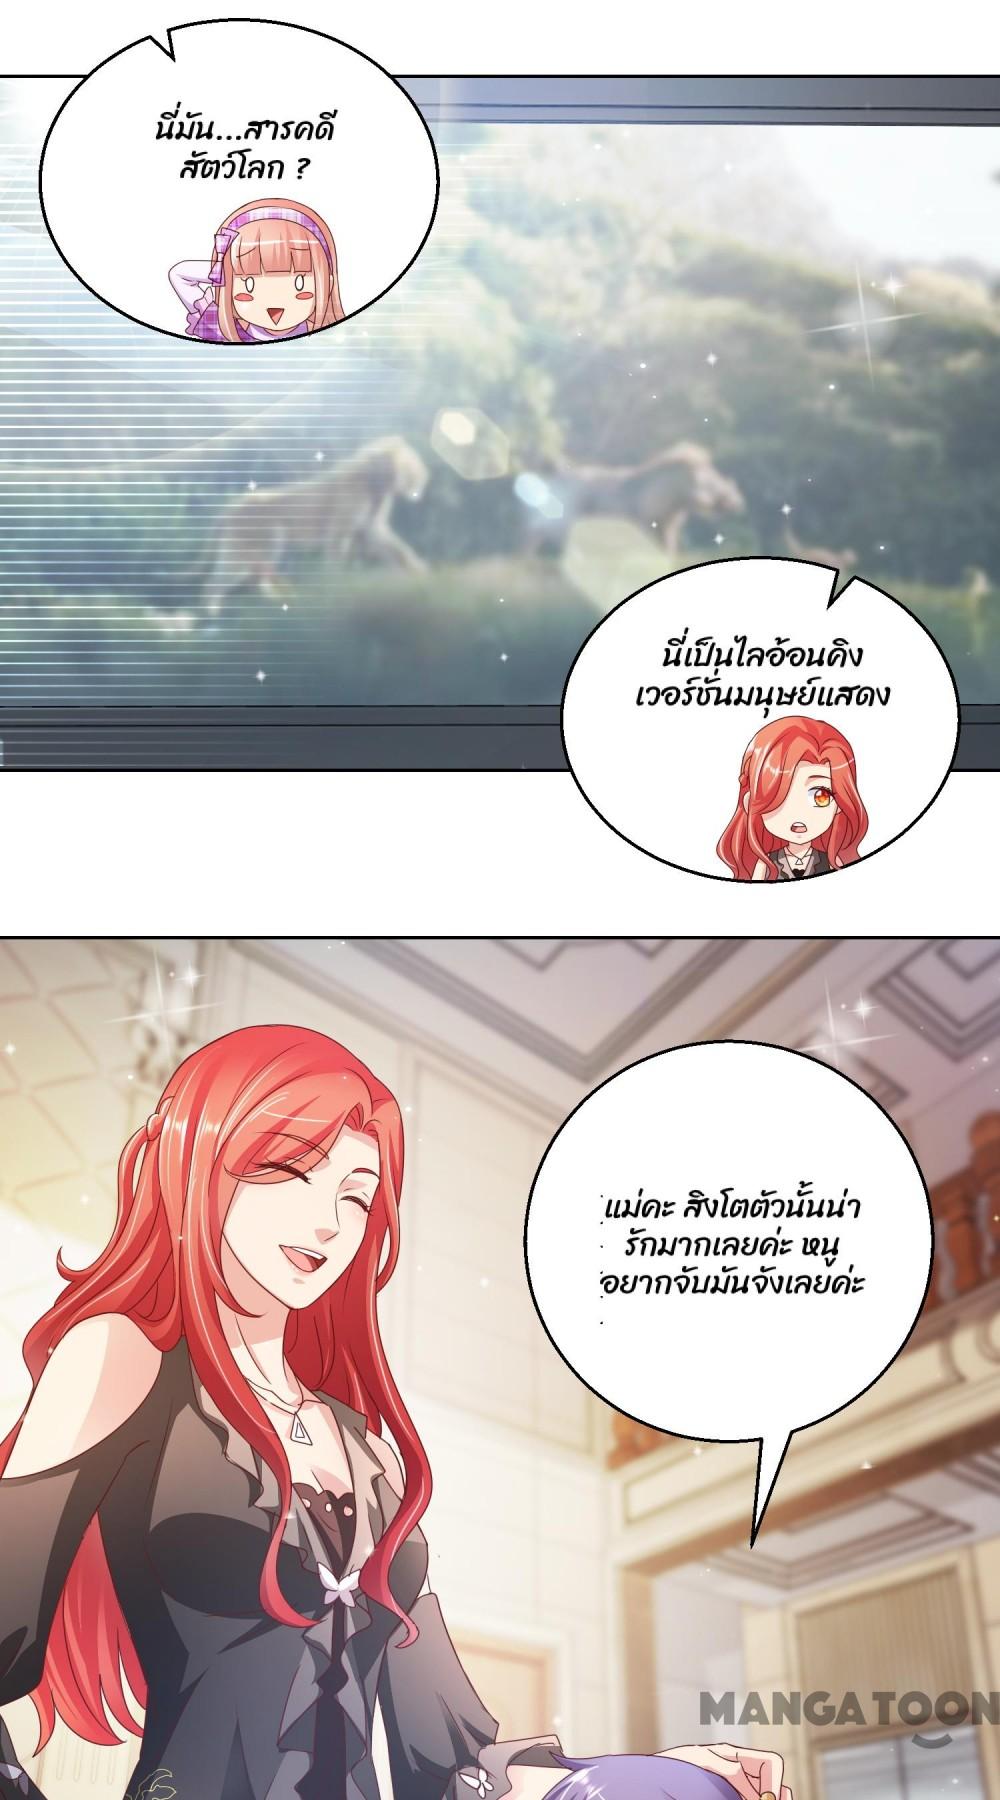 นี่มัน...สารคดี
สัตว์โลก ?
นี่เป็นไลอ้อนคิง
เวอร์ชั่นมนุษย์แสดง
แม่คะ สิงโตตัวนั้นน่า
รักมากเลยค่ะ หนู
อยากจับมันจังเลยค่ะ
MANGATOON